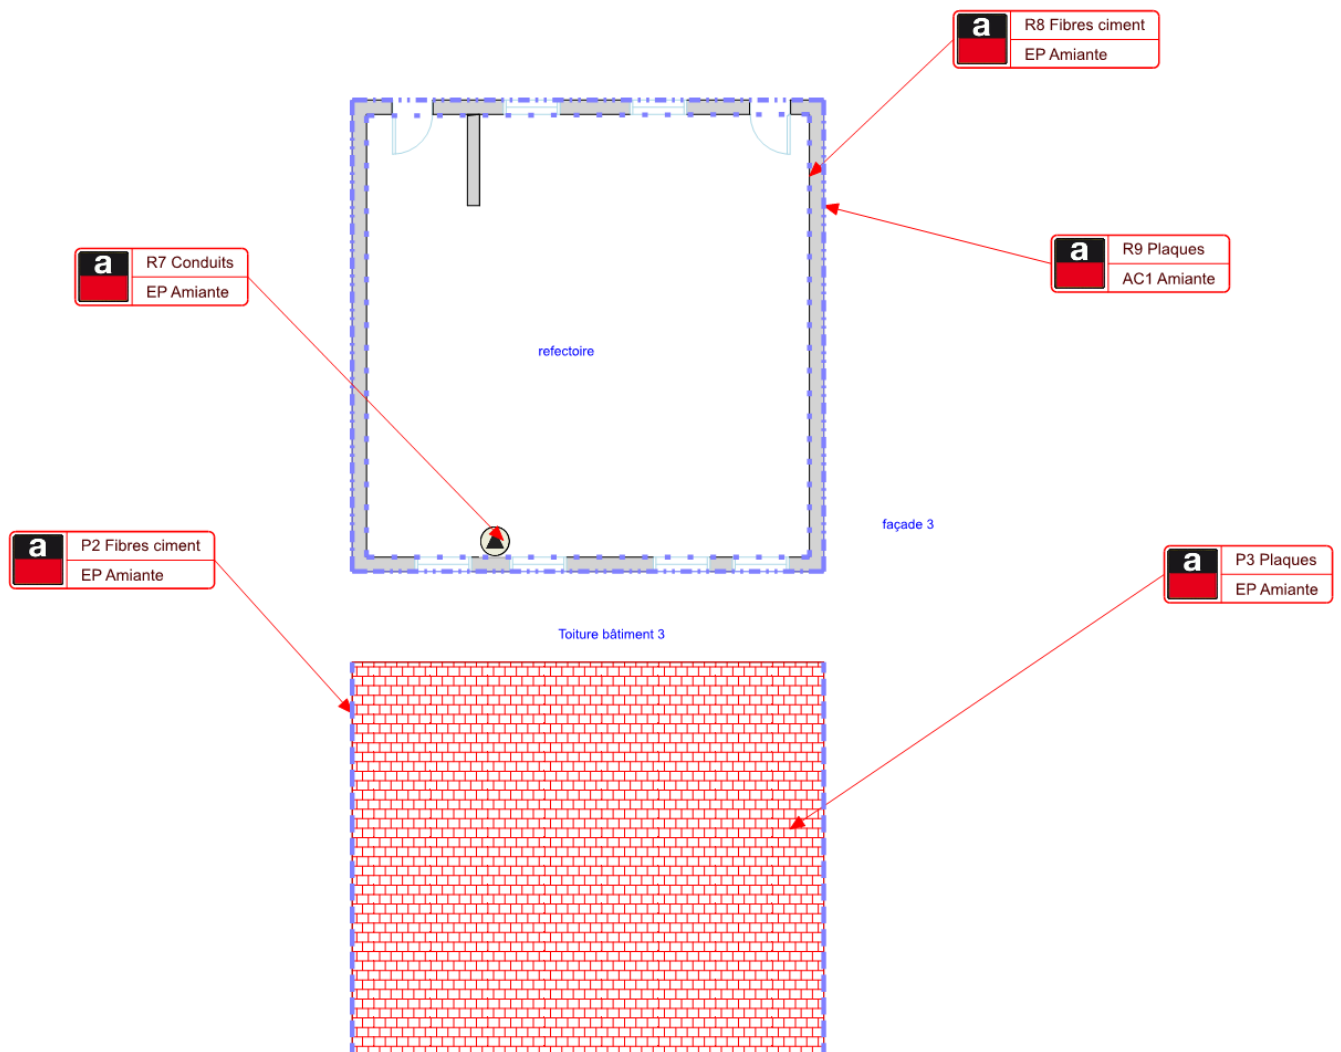 a
R8 Fibres ciment
EP Amiante
a
R9 Plaques
AC1 Amiante
a
R7 Conduits
EP Amiante
refectoire
façade 3
a
P2 Fibres ciment
EP Amiante
a
P3 Plaques
EP Amiante
Toiture bâtiment 3